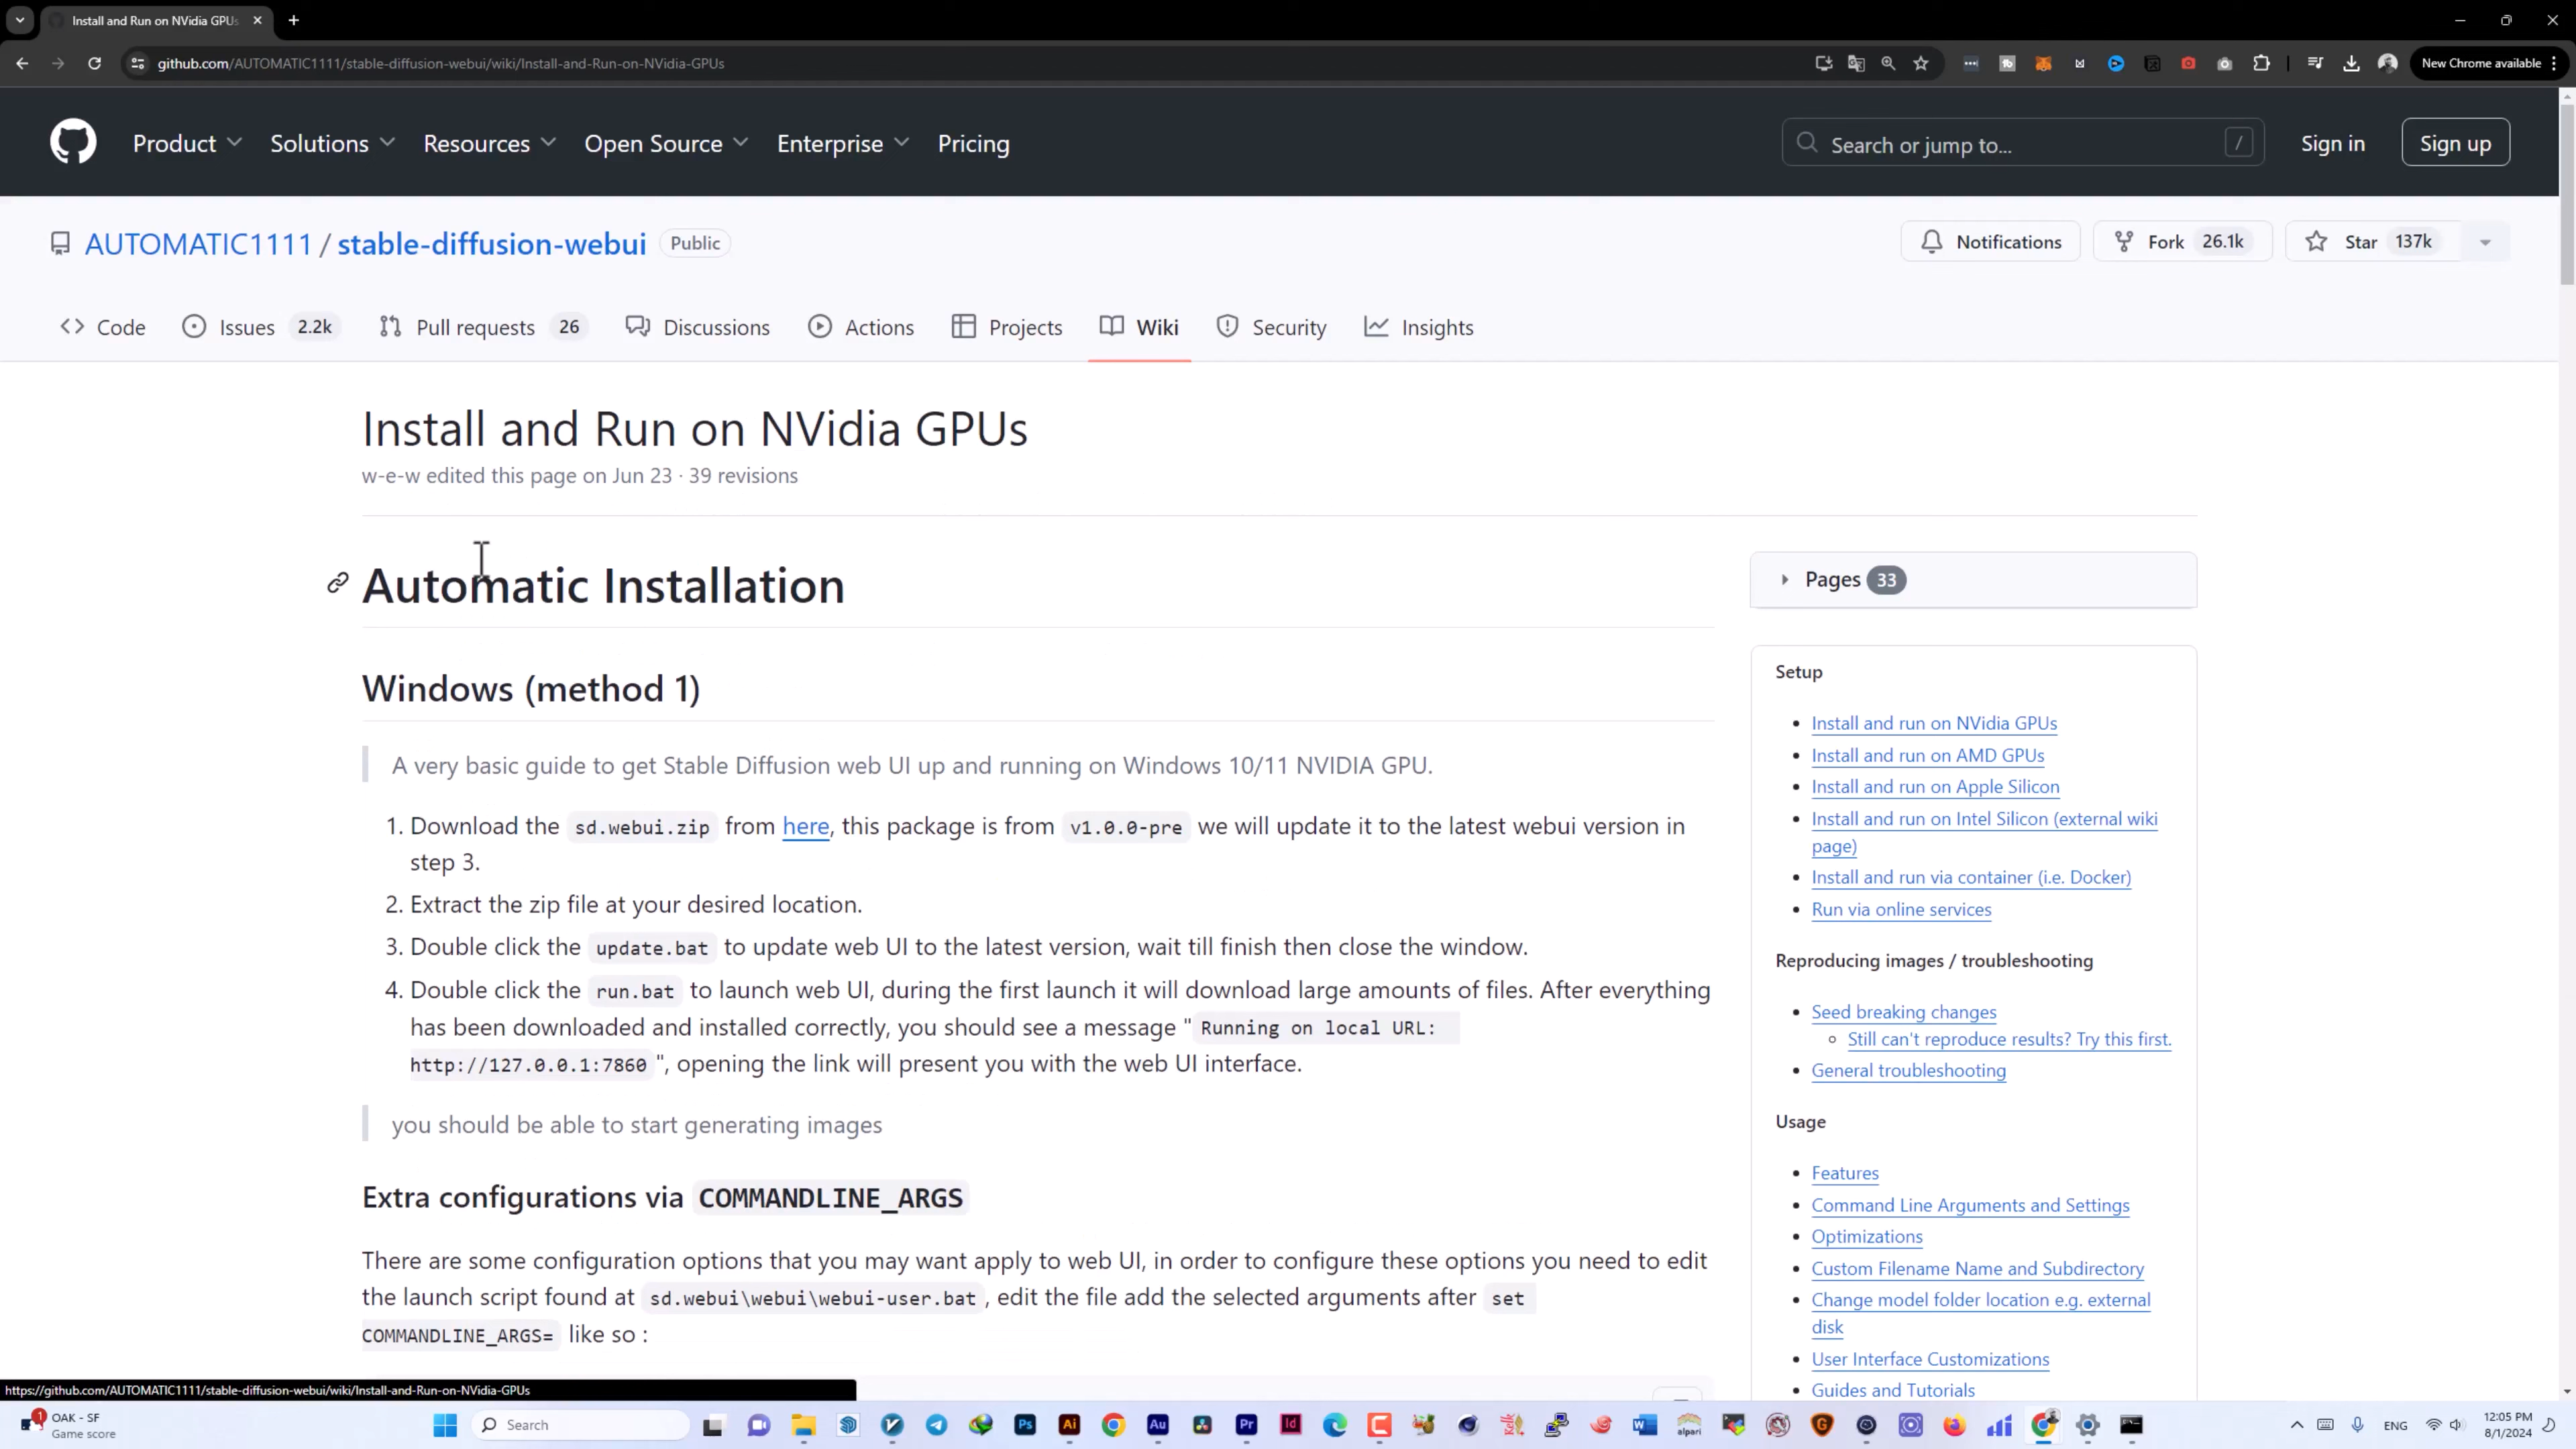 Install and Run on NVidia GPUs
github.com/AUTOMATIC1111/stable-diffusion-webui/wiki/Install-and-Run-on-NVidia-GPUs
New Chrome available
Product
Solutions
Resources
Open Source
Enterprise
Pricing
Search or jump to...
/
Sign in
Sign up
AUTOMATIC1111 / stable-diffusion-webui
Public
Notifications
Fork 26.1k
Star 137k
Code
Issues 2.2k
Pull requests 26
Discussions
Actions
Projects
Wiki
Security
Insights
Install and Run on NVidia GPUs
w-e-w edited this page on Jun 23 · 39 revisions
Automatic Installation
Windows (method 1)
A very basic guide to get Stable Diffusion web UI up and running on Windows 10/11 NVIDIA GPU.
1. Download the sd.webui.zip from here, this package is from v1.0.0-pre we will update it to the latest webui version in
step 3.
2. Extract the zip file at your desired location.
3. Double click the update.bat to update web UI to the latest version, wait till finish then close the window.
4. Double click the run.bat to launch web UI, during the first launch it will download large amounts of files. After everything
has been downloaded and installed correctly, you should see a message "Running on local URL:
http://127.0.0.1:7860 ", opening the link will present you with the web UI interface.
you should be able to start generating images
Extra configurations via COMMANDLINE_ARGS
There are some configuration options that you may want apply to web UI, in order to configure these options you need to edit
the launch script found at sd.webui\webui\webui-user.bat , edit the file add the selected arguments after set
COMMANDLINE_ARGS= like so :
Pages 33
Setup
Install and run on NVidia GPUs
Install and run on AMD GPUs
Install and run on Apple Silicon
Install and run on Intel Silicon (external wiki
page)
Install and run via container (i.e. Docker)
Run via online services
Reproducing images / troubleshooting
Seed breaking changes
Still can't reproduce results? Try this first.
General troubleshooting
Usage
Features
Command Line Arguments and Settings
Optimizations
Custom Filename Name and Subdirectory
Change model folder location e.g. external
disk
User Interface Customizations
Guides and Tutorials
https://github.com/AUTOMATIC1111/stable-diffusion-webui/wiki/Install-and-Run-on-NVidia-GPUs
1
OAK - SF
Game score
Search
Ps
Ai
Au
Pr
Id
alpari
ENG
12:05 PM
8/1/2024